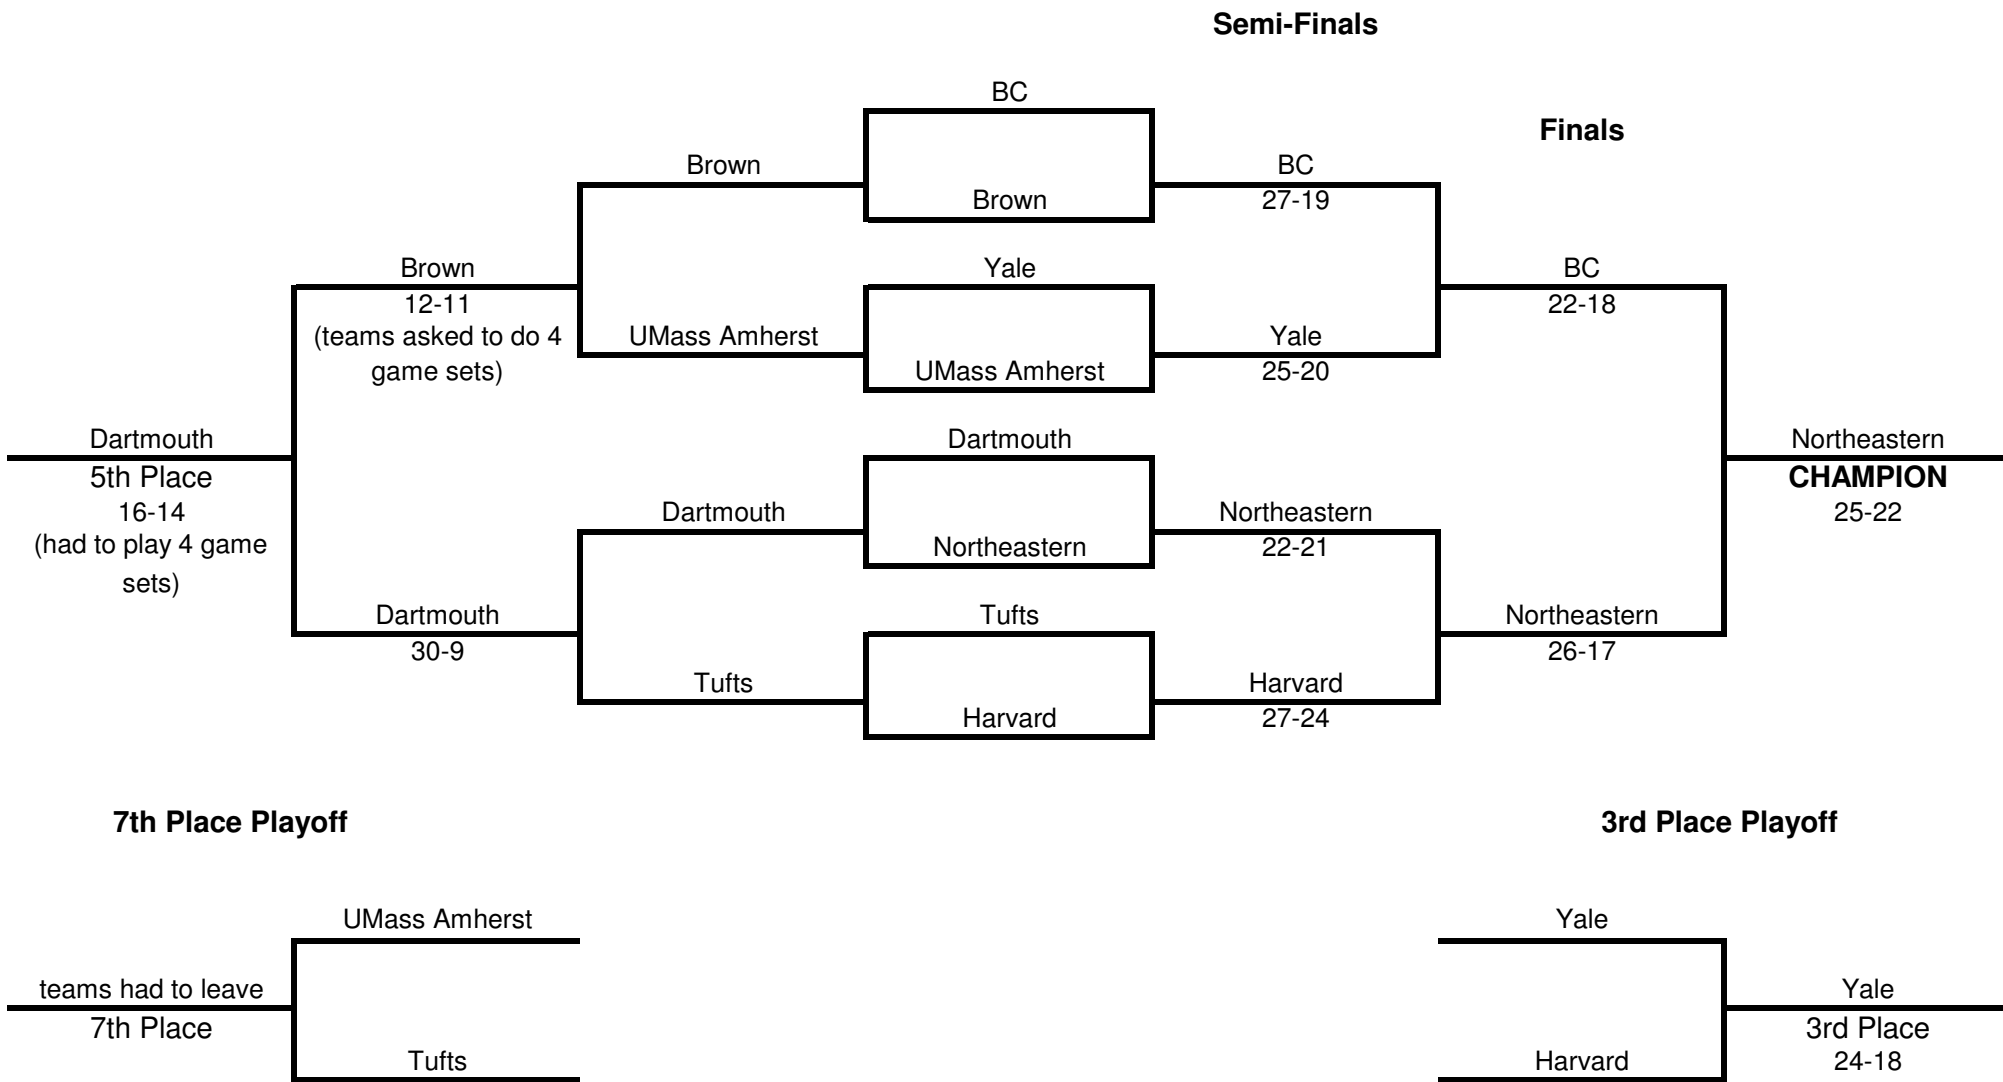 Semi-Finals
BC
Finals
Brown
BC
Brown
27-19
Brown
Yale
BC
12-11
22-18
(teams asked to do 4
UMass Amherst
Yale
game sets)
UMass Amherst
25-20
Dartmouth
Dartmouth
Northeastern
5th Place
CHAMPION
16-14
Dartmouth
Northeastern
25-22
(had to play 4 game
Northeastern
22-21
sets)
Dartmouth
Tufts
Northeastern
30-9
26-17
Tufts
Harvard
Harvard
27-24
7th Place Playoff
3rd Place Playoff
UMass Amherst
Yale
teams had to leave
Yale
7th Place
3rd Place
Tufts
Harvard
24-18